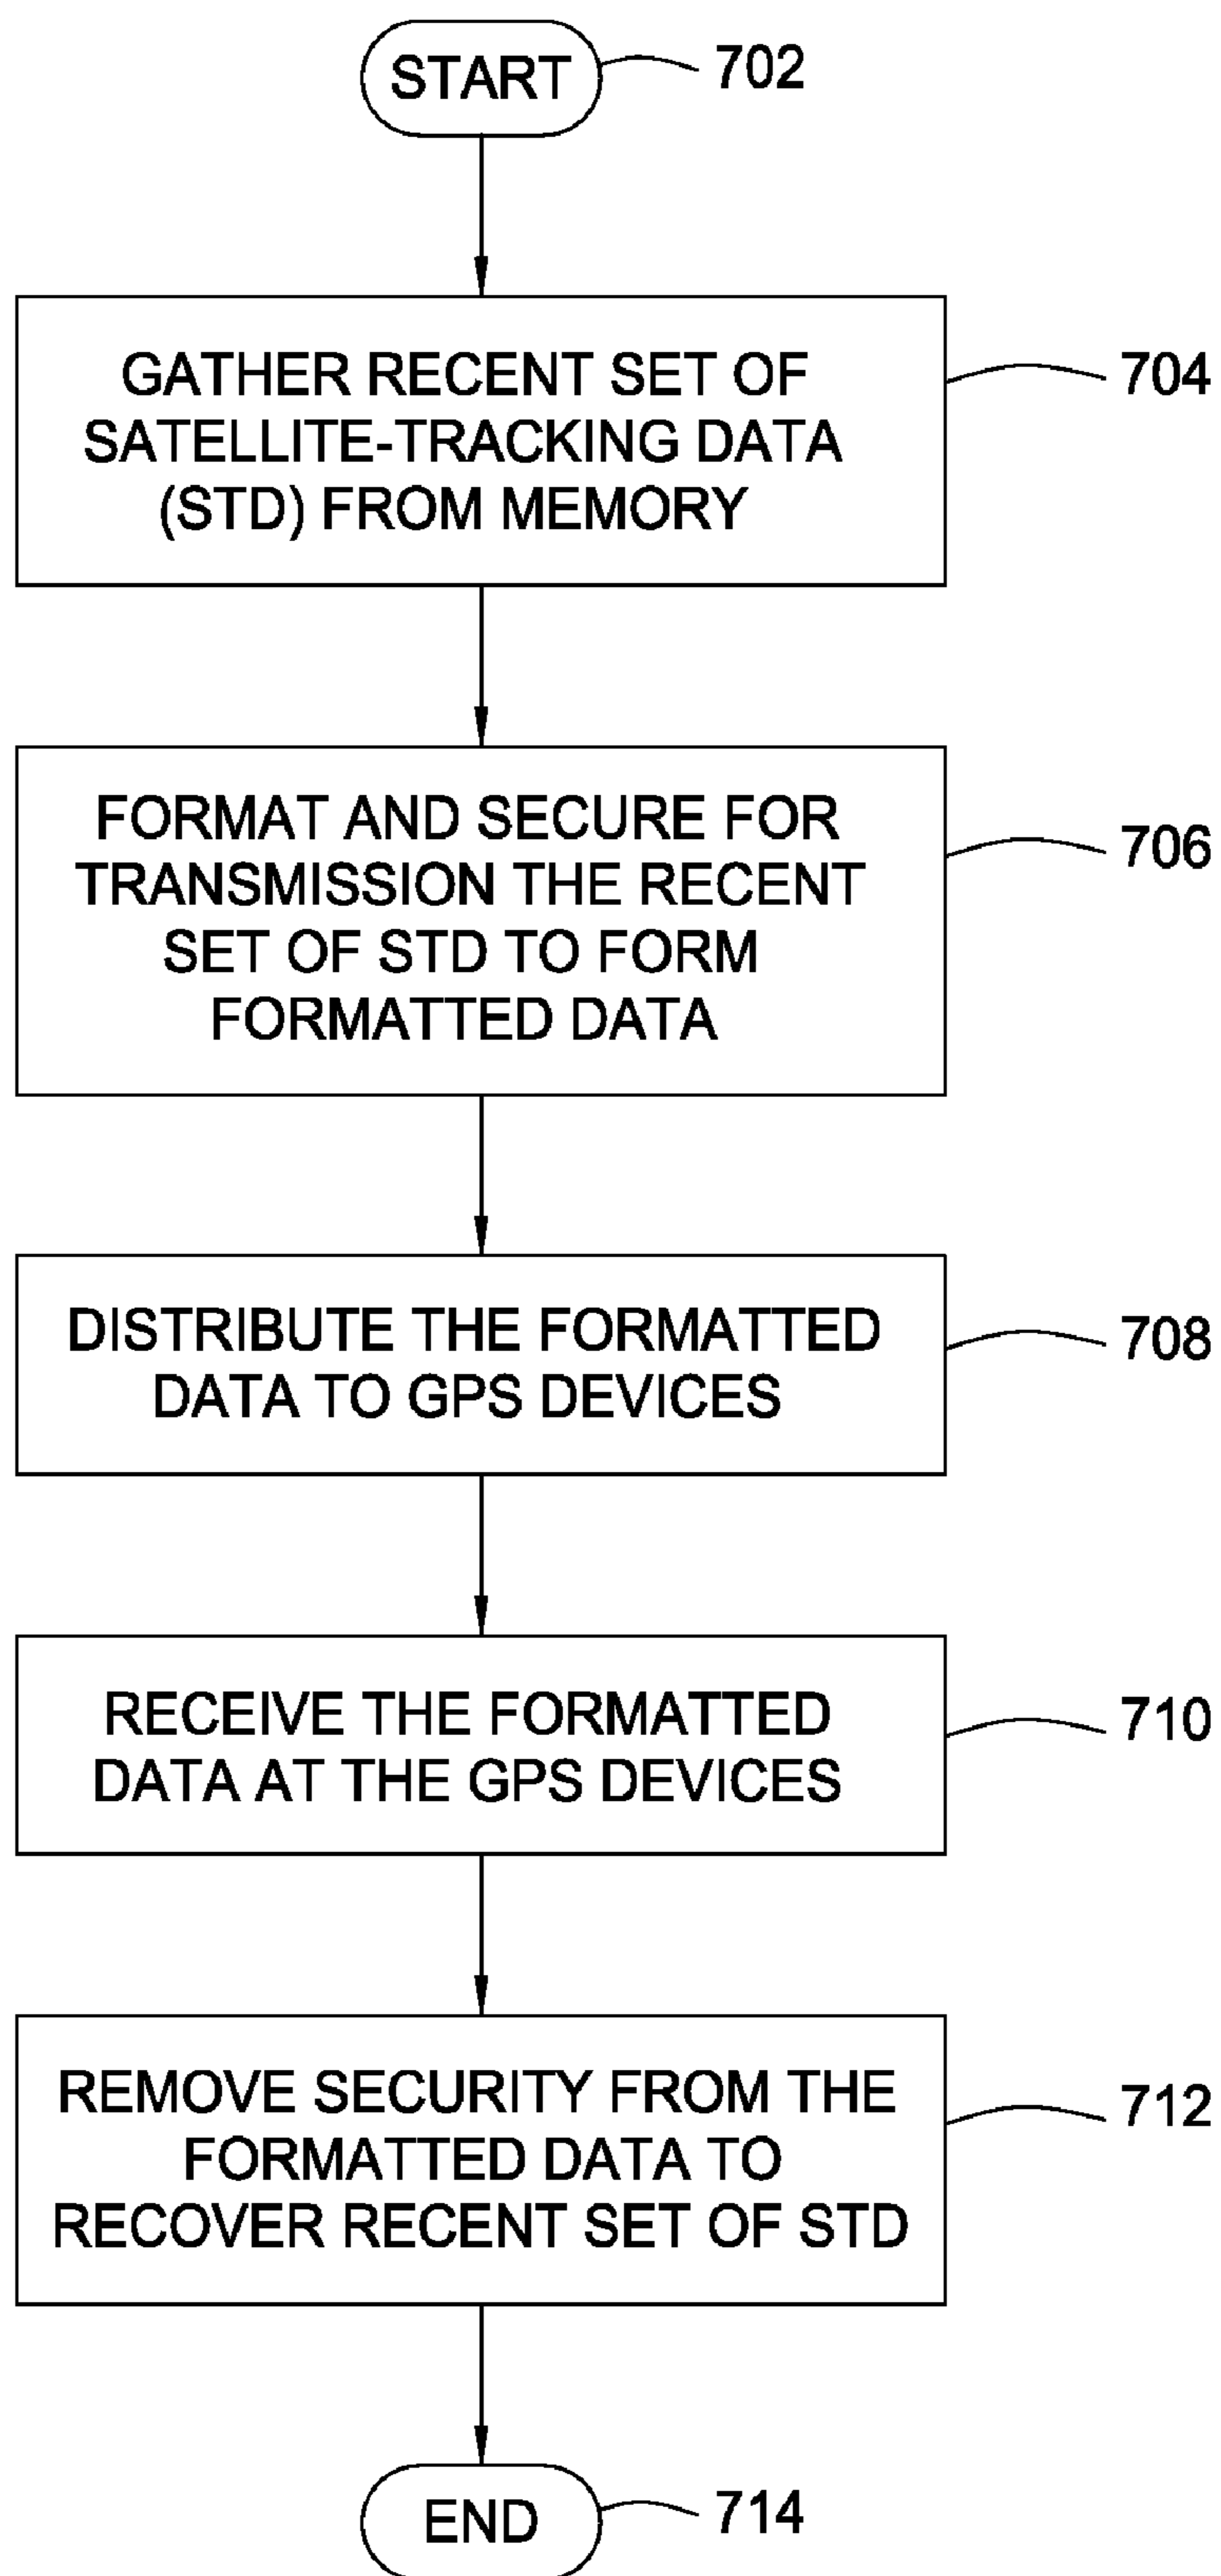 START
702
GATHER RECENT SET OF
SATELLITE-TRACKING DATA
(STD) FROM MEMORY
704
FORMAT AND SECURE FOR
TRANSMISSION THE RECENT
SET OF STD TO FORM
FORMATTED DATA
706
DISTRIBUTE THE FORMATTED
DATA TO GPS DEVICES
708
RECEIVE THE FORMATTED
DATA AT THE GPS DEVICES
710
REMOVE SECURITY FROM THE
FORMATTED DATA TO
RECOVER RECENT SET OF STD
712
END
714